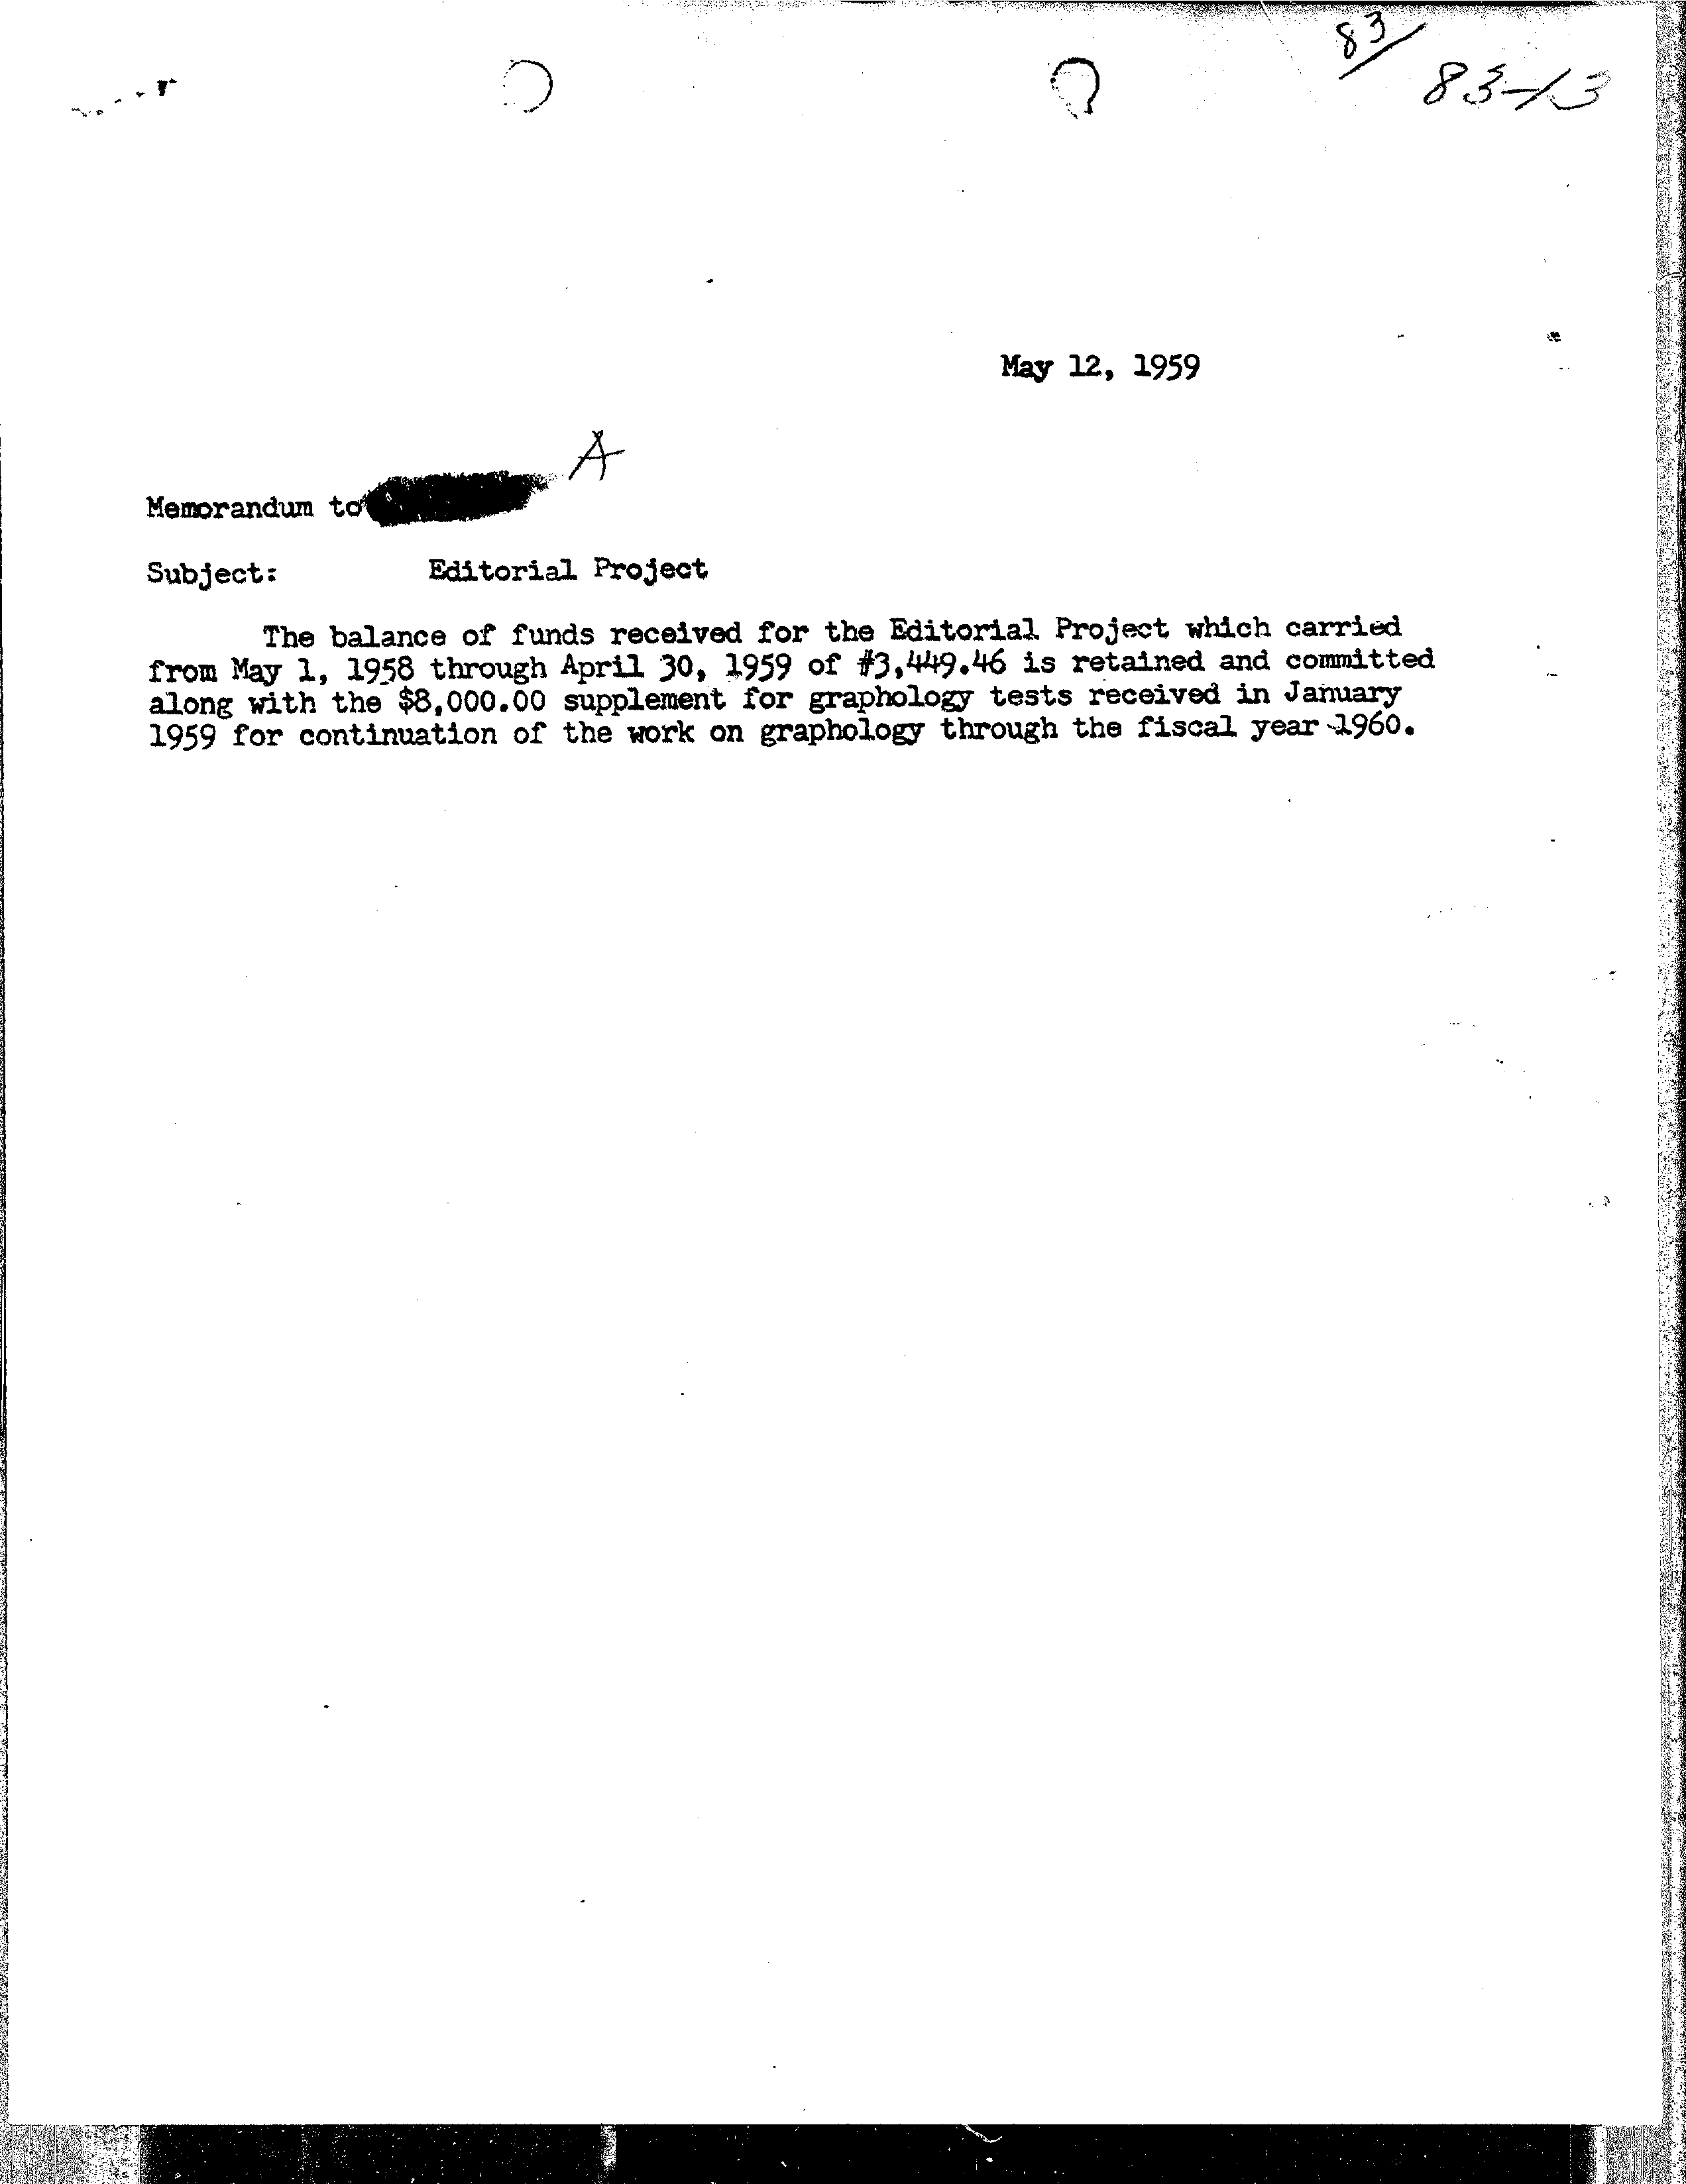 83/
83-13
May 12, 1959
A
Memorandum to
Subject: Editorial Project
The balance of funds received for the Editorial Project which carried
from May 1, 1958 through April 30, 1959 of #3,449.46 is retained and committed
along with the $8,000.00 supplement for graphology tests received in January
1959 for continuation of the work on graphology through the fiscal year 1960.